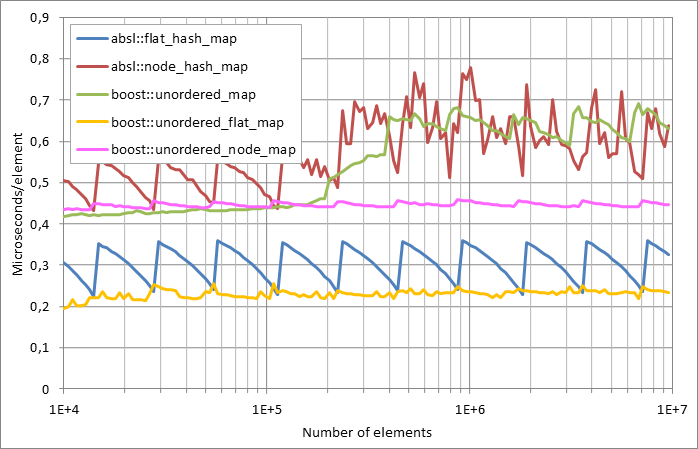 0,9
0,8
0,7
0,6
0,5
0,4
0,3
0,2
0,1
0
Microseconds/element
absl::flat_hash_map
absl::node_hash_map
boost::unordered_map
boost::unordered_flat_map
boost::unordered_node_map
1E+4
1E+5
1E+6
1E+7
Number of elements